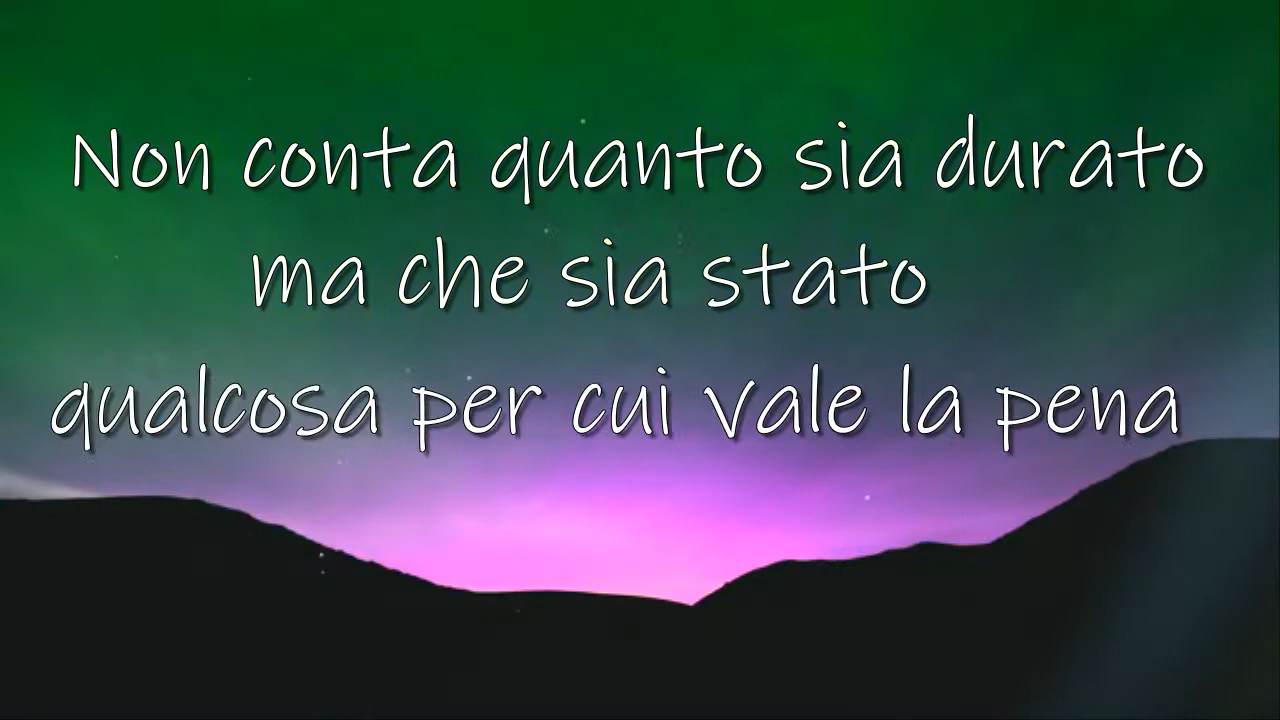 Non conta quanto sia durato
ma che sia stato
qualcosa per cui vale la pena